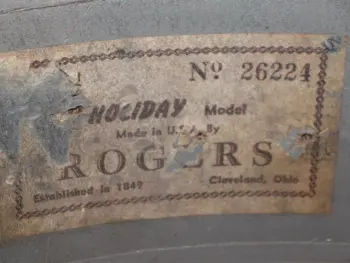 Nº 26224
HOLIDAY Model
Made in U.S.A. By
ROGERS
Established in 1849 Cleveland, Ohio